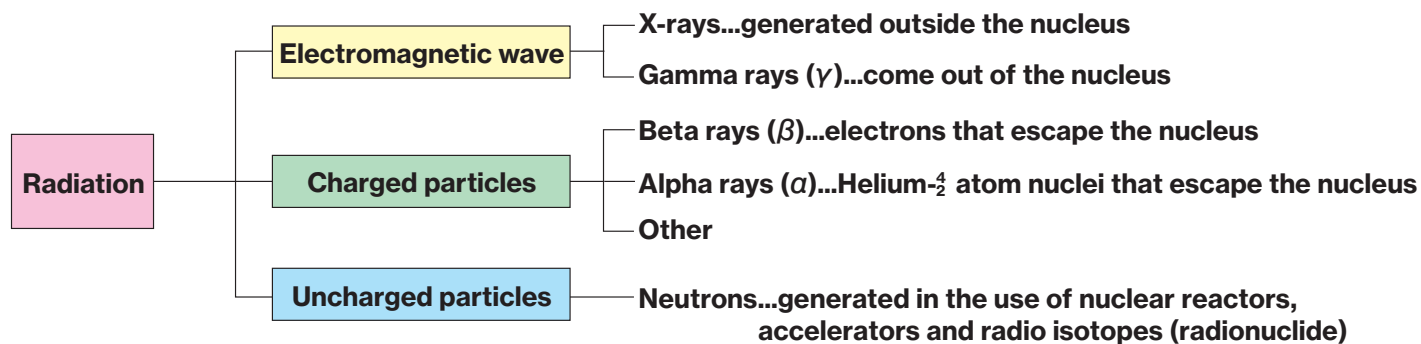 Radiation
Electromagnetic wave
X-rays...generated outside the nucleus
Gamma rays (γ)...come out of the nucleus
Charged particles
Beta rays (β)...electrons that escape the nucleus
Alpha rays (α)...Helium-⁴₂ atom nuclei that escape the nucleus
Other
Uncharged particles
Neutrons...generated in the use of nuclear reactors,
accelerators and radio isotopes (radionuclide)